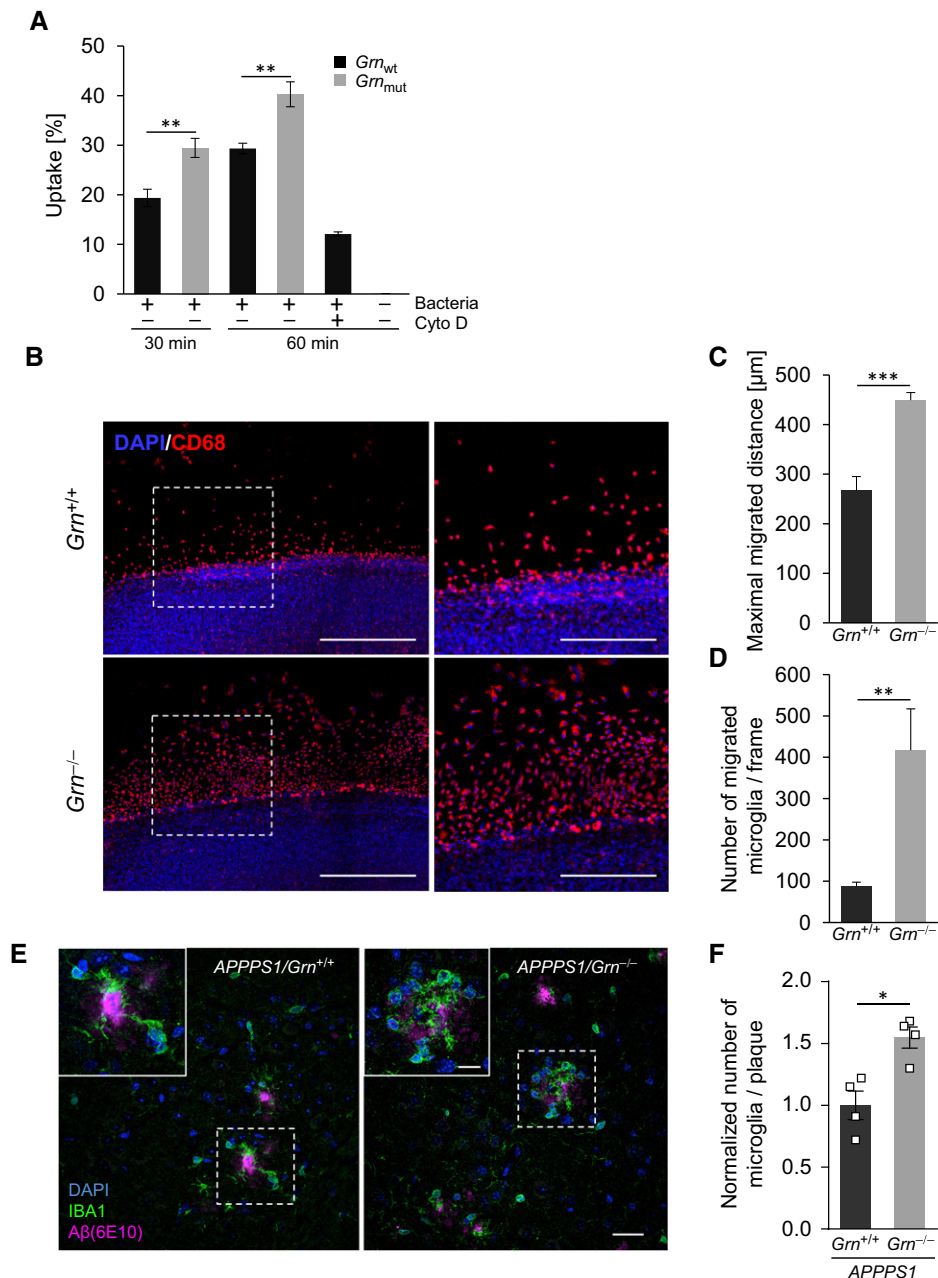 A
50
40
30
20
10
0
Uptake [%]
**
**
Grn_wt
Grn_mut
+ + + + + − Bacteria
− − − − + − Cyto D
30 min 60 min
B
DAPI/CD68
Grn+/+
Grn−/−
C
Maximal migrated distance [µm]
500
400
300
200
100
0
***
Grn+/+ Grn−/−
D
Number of migrated
microglia / frame
600
500
400
300
200
100
0
**
Grn+/+ Grn−/−
E
APPPS1/Grn+/+
APPPS1/Grn−/−
DAPI
IBA1
Aβ(6E10)
F
Normalized number of
microglia / plaque
2.0
1.5
1.0
0.5
0.0
*
Grn+/+ Grn−/−
APPPS1